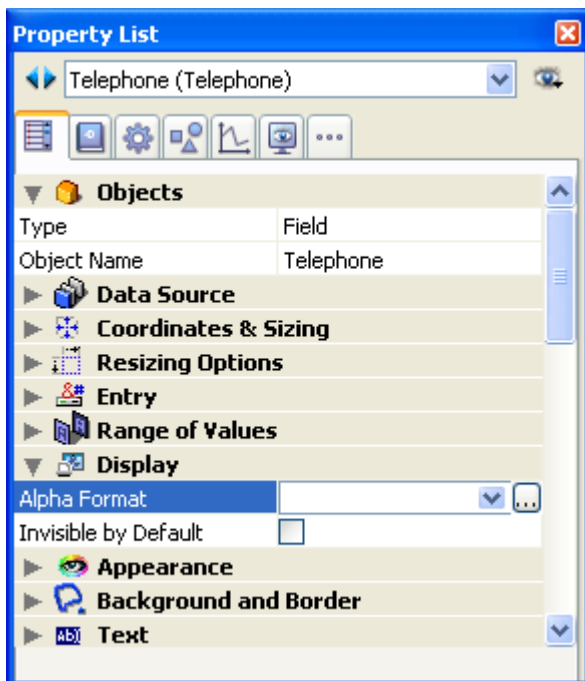 Property List
Telephone (Telephone)
Objects
Type Field
Object Name Telephone
Data Source
Coordinates & Sizing
Resizing Options
Entry
Range of Values
Display
Alpha Format ...
Invisible by Default
Appearance
Background and Border
Text